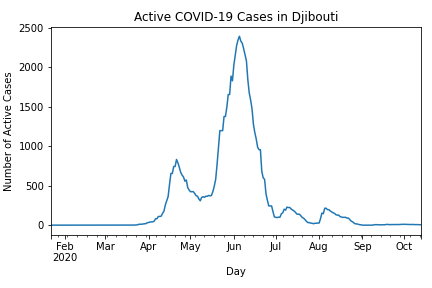 Active COVID-19 Cases in Djibouti
2500
2000
1500
1000
500
0
Number of Active Cases
Feb Mar Apr May Jun Jul Aug Sep Oct
2020
Day